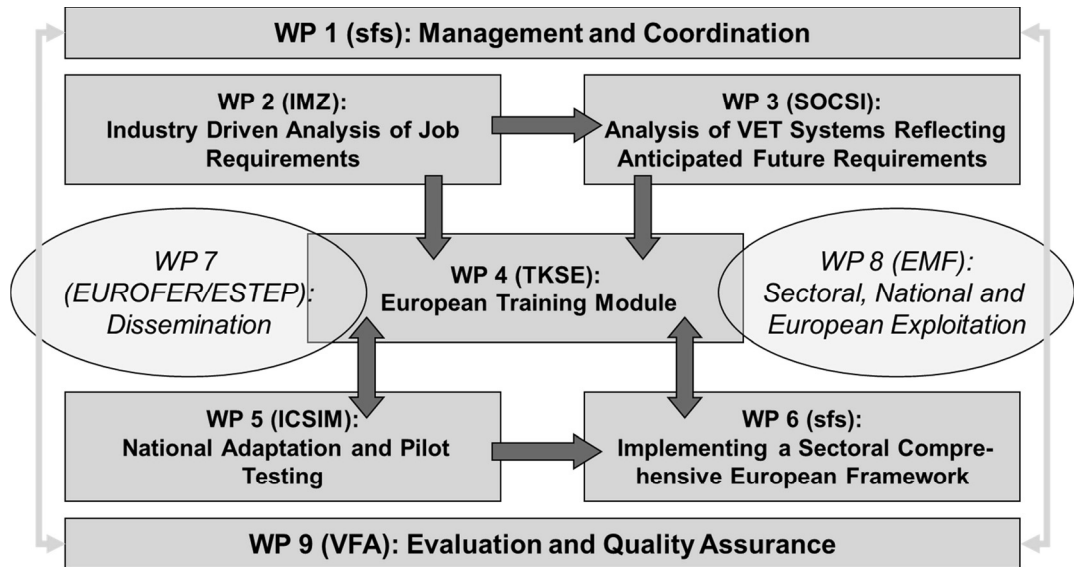 WP 1 (sfs): Management and Coordination
WP 2 (IMZ):
Industry Driven Analysis of Job
Requirements
WP 3 (SOCSI):
Analysis of VET Systems Reflecting
Anticipated Future Requirements
WP 7
(EUROFER/ESTEP):
Dissemination
WP 4 (TKSE):
European Training Module
WP 8 (EMF):
Sectoral, National and
European Exploitation
WP 5 (ICSIM):
National Adaptation and Pilot
Testing
WP 6 (sfs):
Implementing a Sectoral Compre-
hensive European Framework
WP 9 (VFA): Evaluation and Quality Assurance